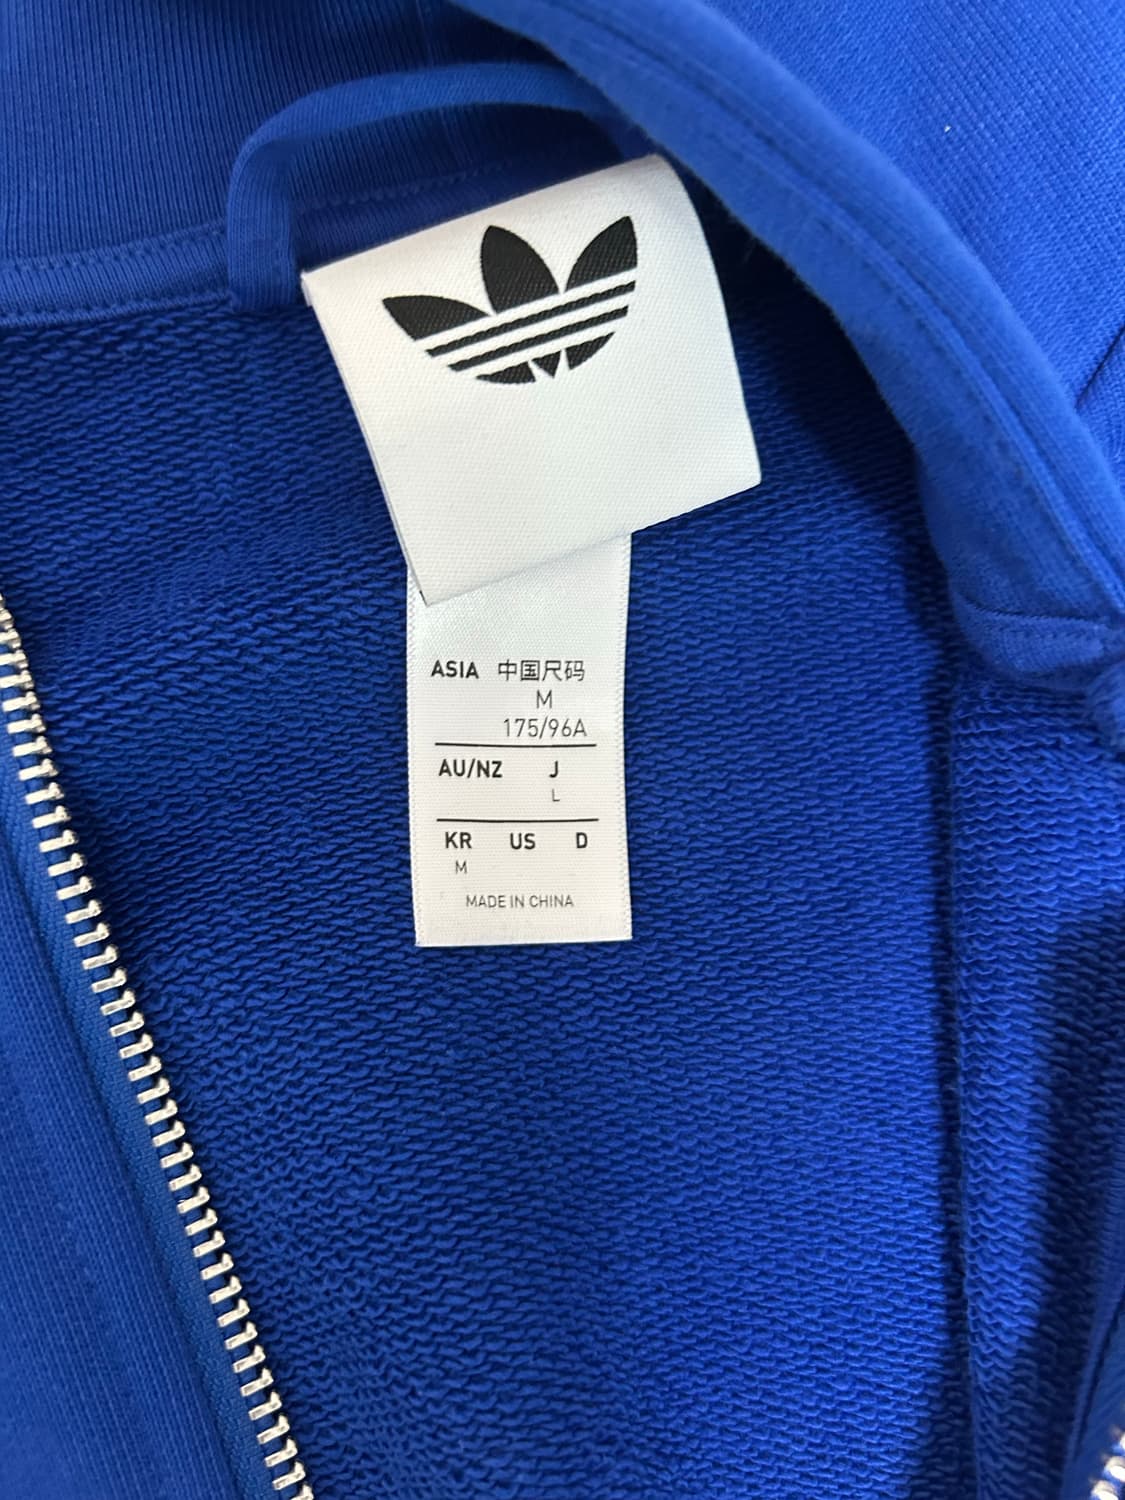 ASIA 中国尺码
M
175/96A
AU/NZ J
L
KR US D
M
MADE IN CHINA